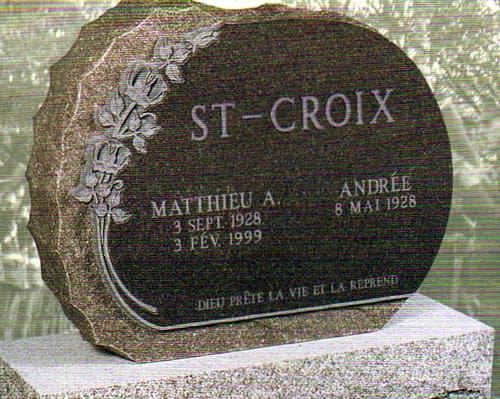 ST-CROIX
MATTHIEU A.
3 SEPT. 1928
3 FÉV. 1999
ANDRÉE
8 MAI 1928
DIEU PRÊTE LA VIE ET LA REPREND